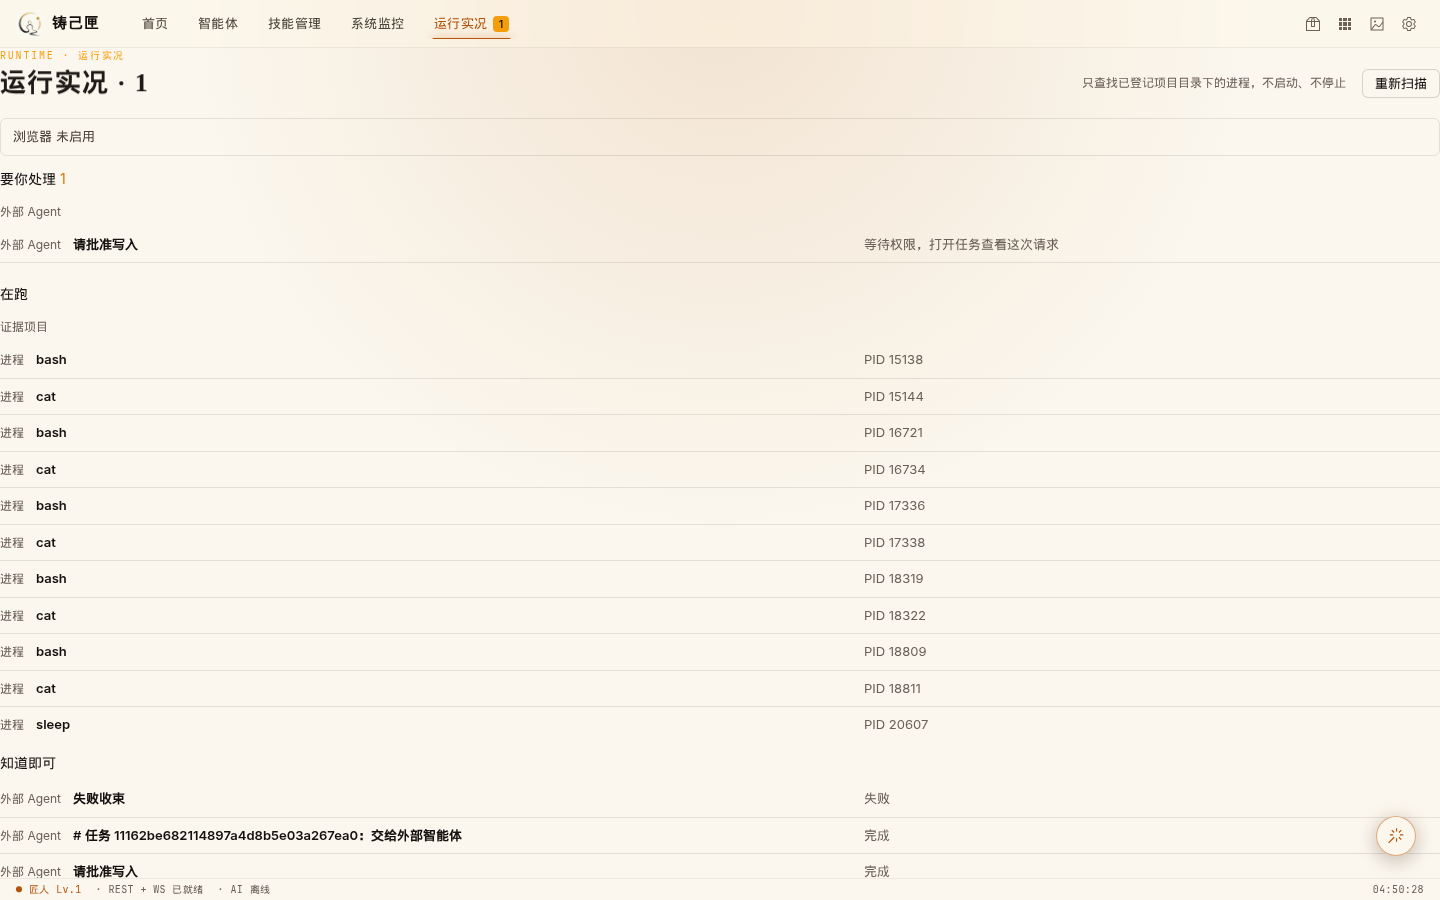 铸己匣 首页 智能体 技能管理 系统监控 运行实况 1
RUNTIME · 运行实况
运行实况 · 1
只查找已登记项目目录下的进程，不启动、不停止 重新扫描
浏览器 未启用
要你处理 1
外部 Agent
外部 Agent 请批准写入 等待权限，打开任务查看这次请求
在跑
证据项目
进程 bash PID 15138
进程 cat PID 15144
进程 bash PID 16721
进程 cat PID 16734
进程 bash PID 17336
进程 cat PID 17338
进程 bash PID 18319
进程 cat PID 18322
进程 bash PID 18809
进程 cat PID 18811
进程 sleep PID 20607
知道即可
外部 Agent 失败收束 失败
外部 Agent # 任务 11162be682114897a4d8b5e03a267ea0：交给外部智能体 完成
外部 Agent 请批准写入 完成
匠人 Lv.1 · REST + WS 已就绪 · AI 离线 04:50:28